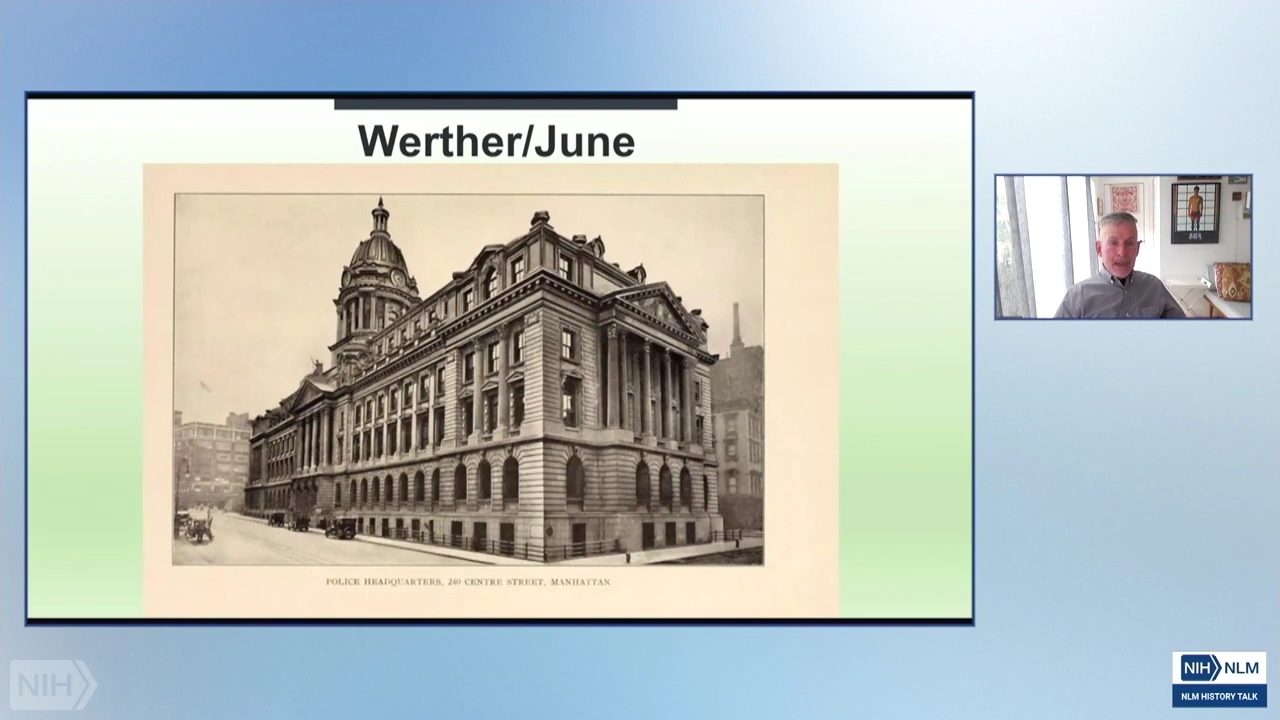 Werther/June
POLICE HEADQUARTERS, 240 CENTRE STREET, MANHATTAN
NIH
NIH NLM
NLM HISTORY TALK